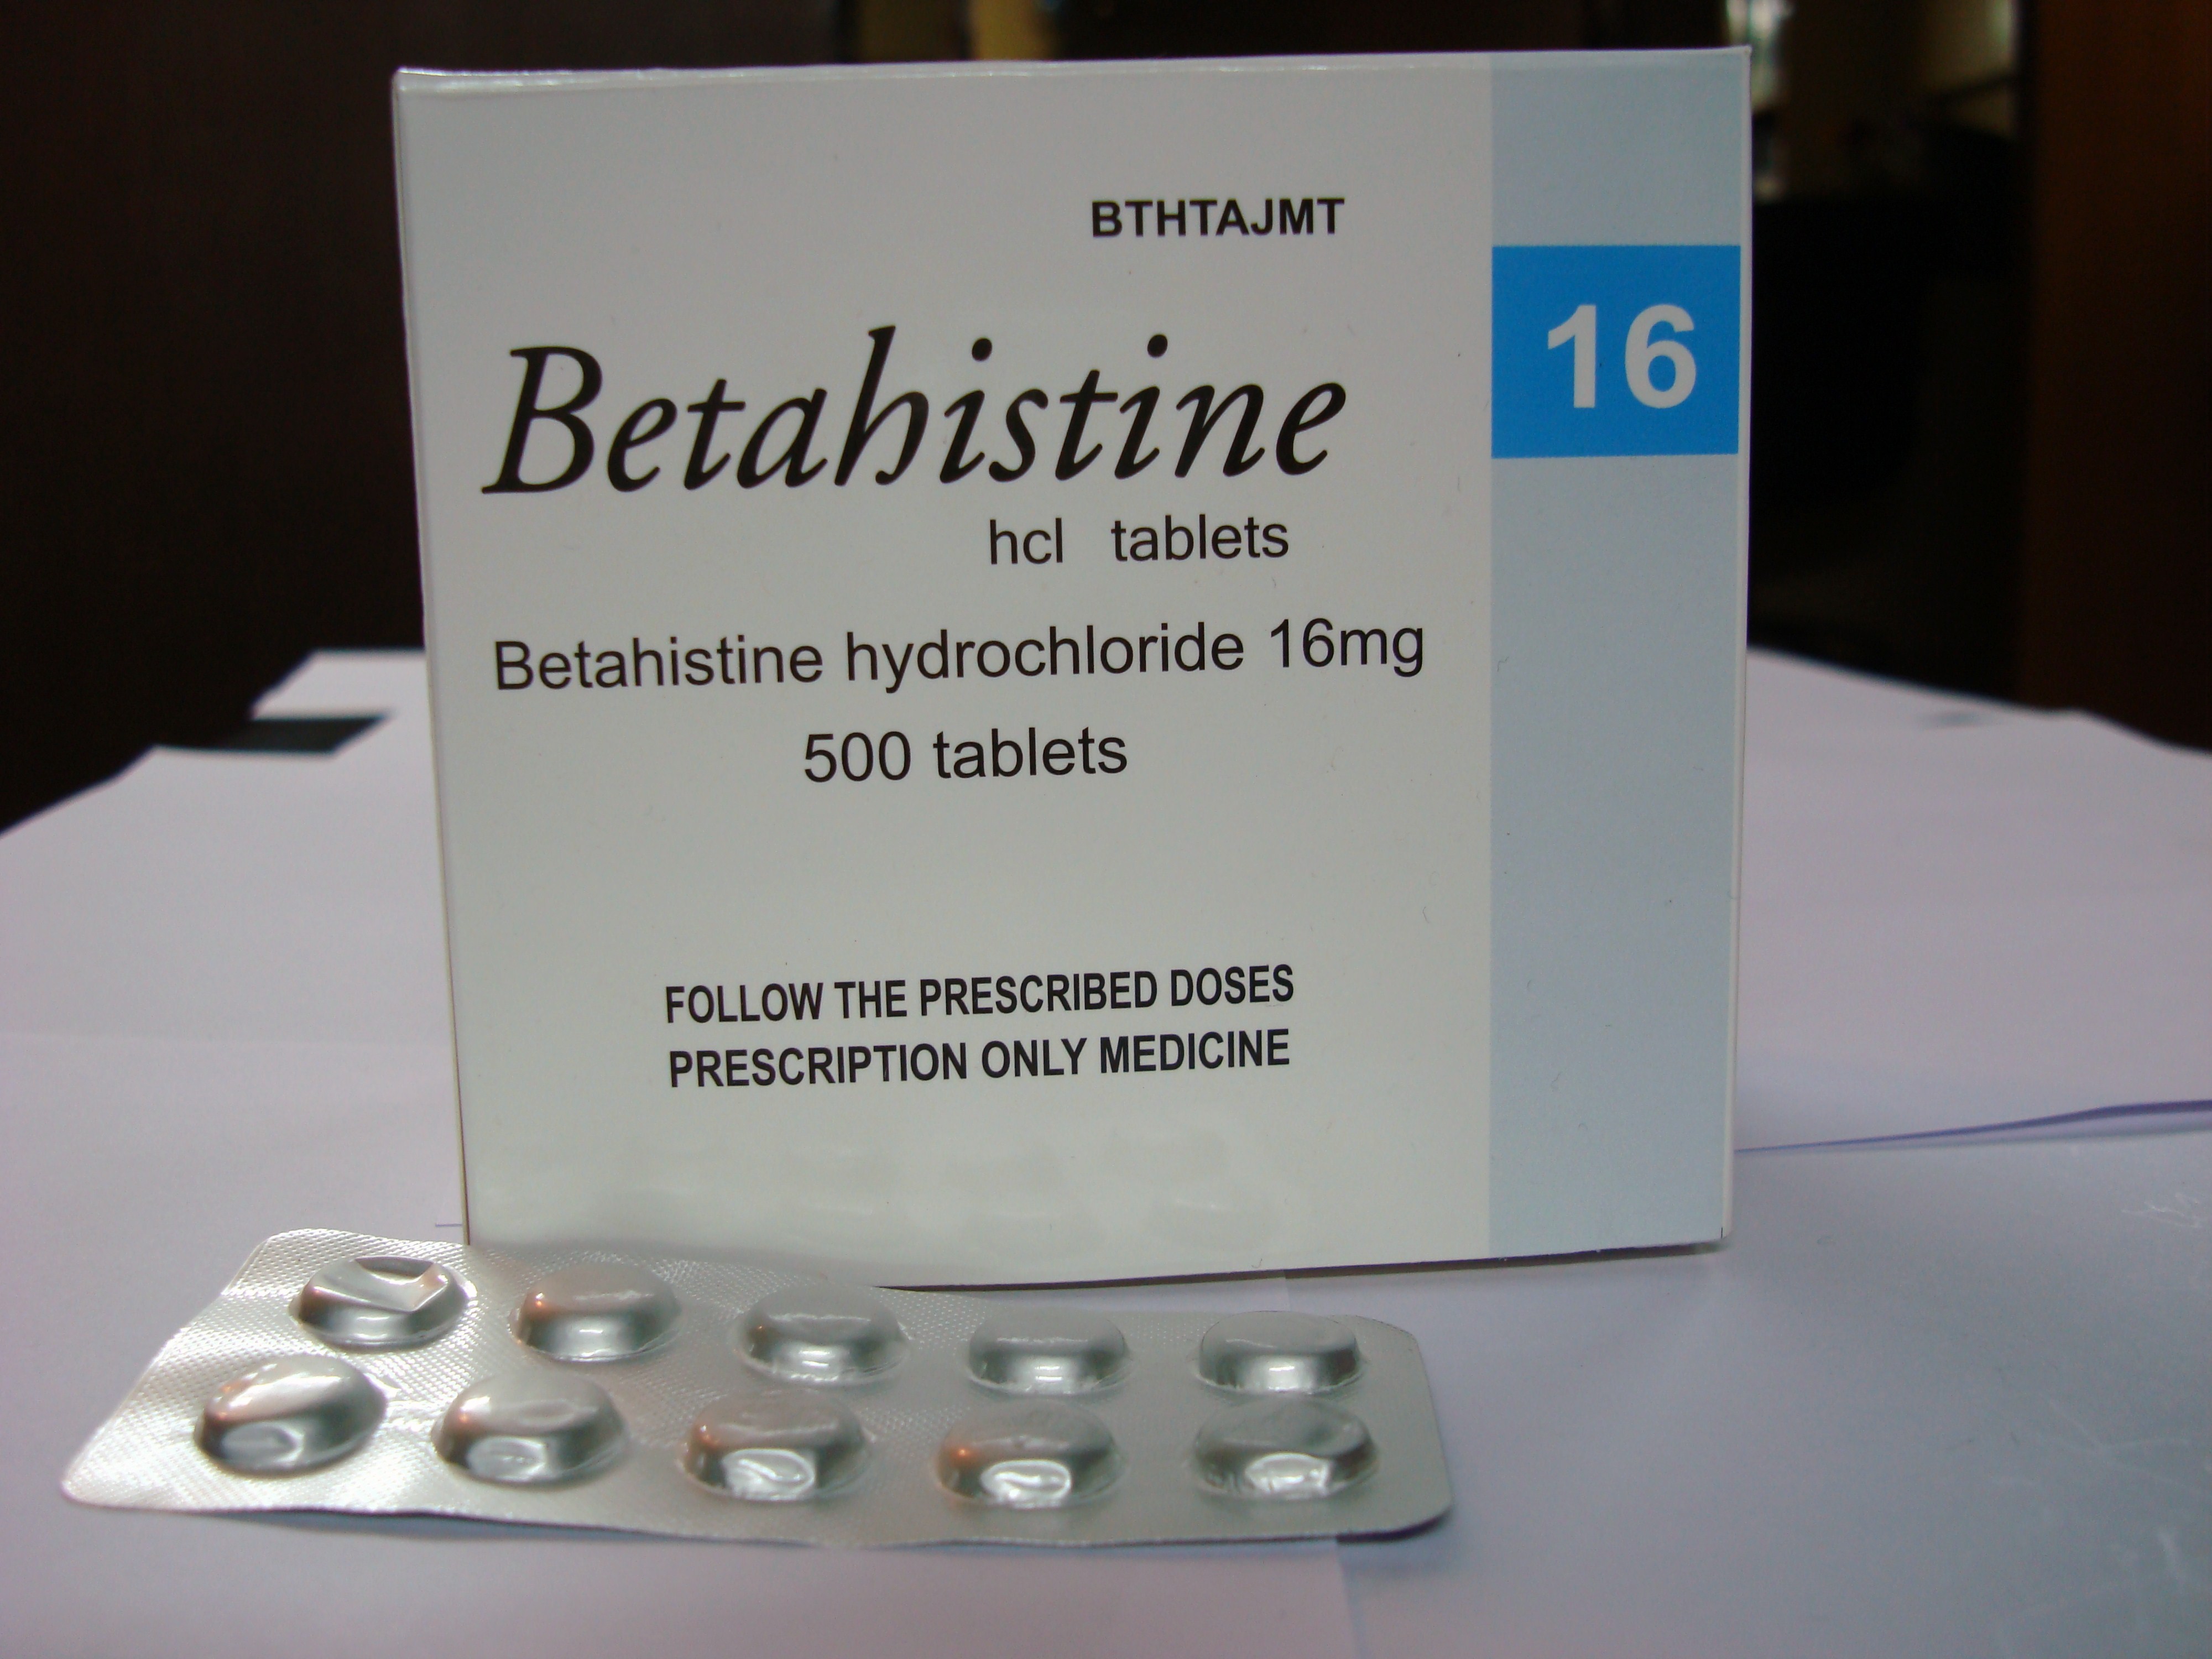 BTHTAJMT
16
Betahistine
hcl tablets
Betahistine hydrochloride 16mg
500 tablets
FOLLOW THE PRESCRIBED DOSES
PRESCRIPTION ONLY MEDICINE